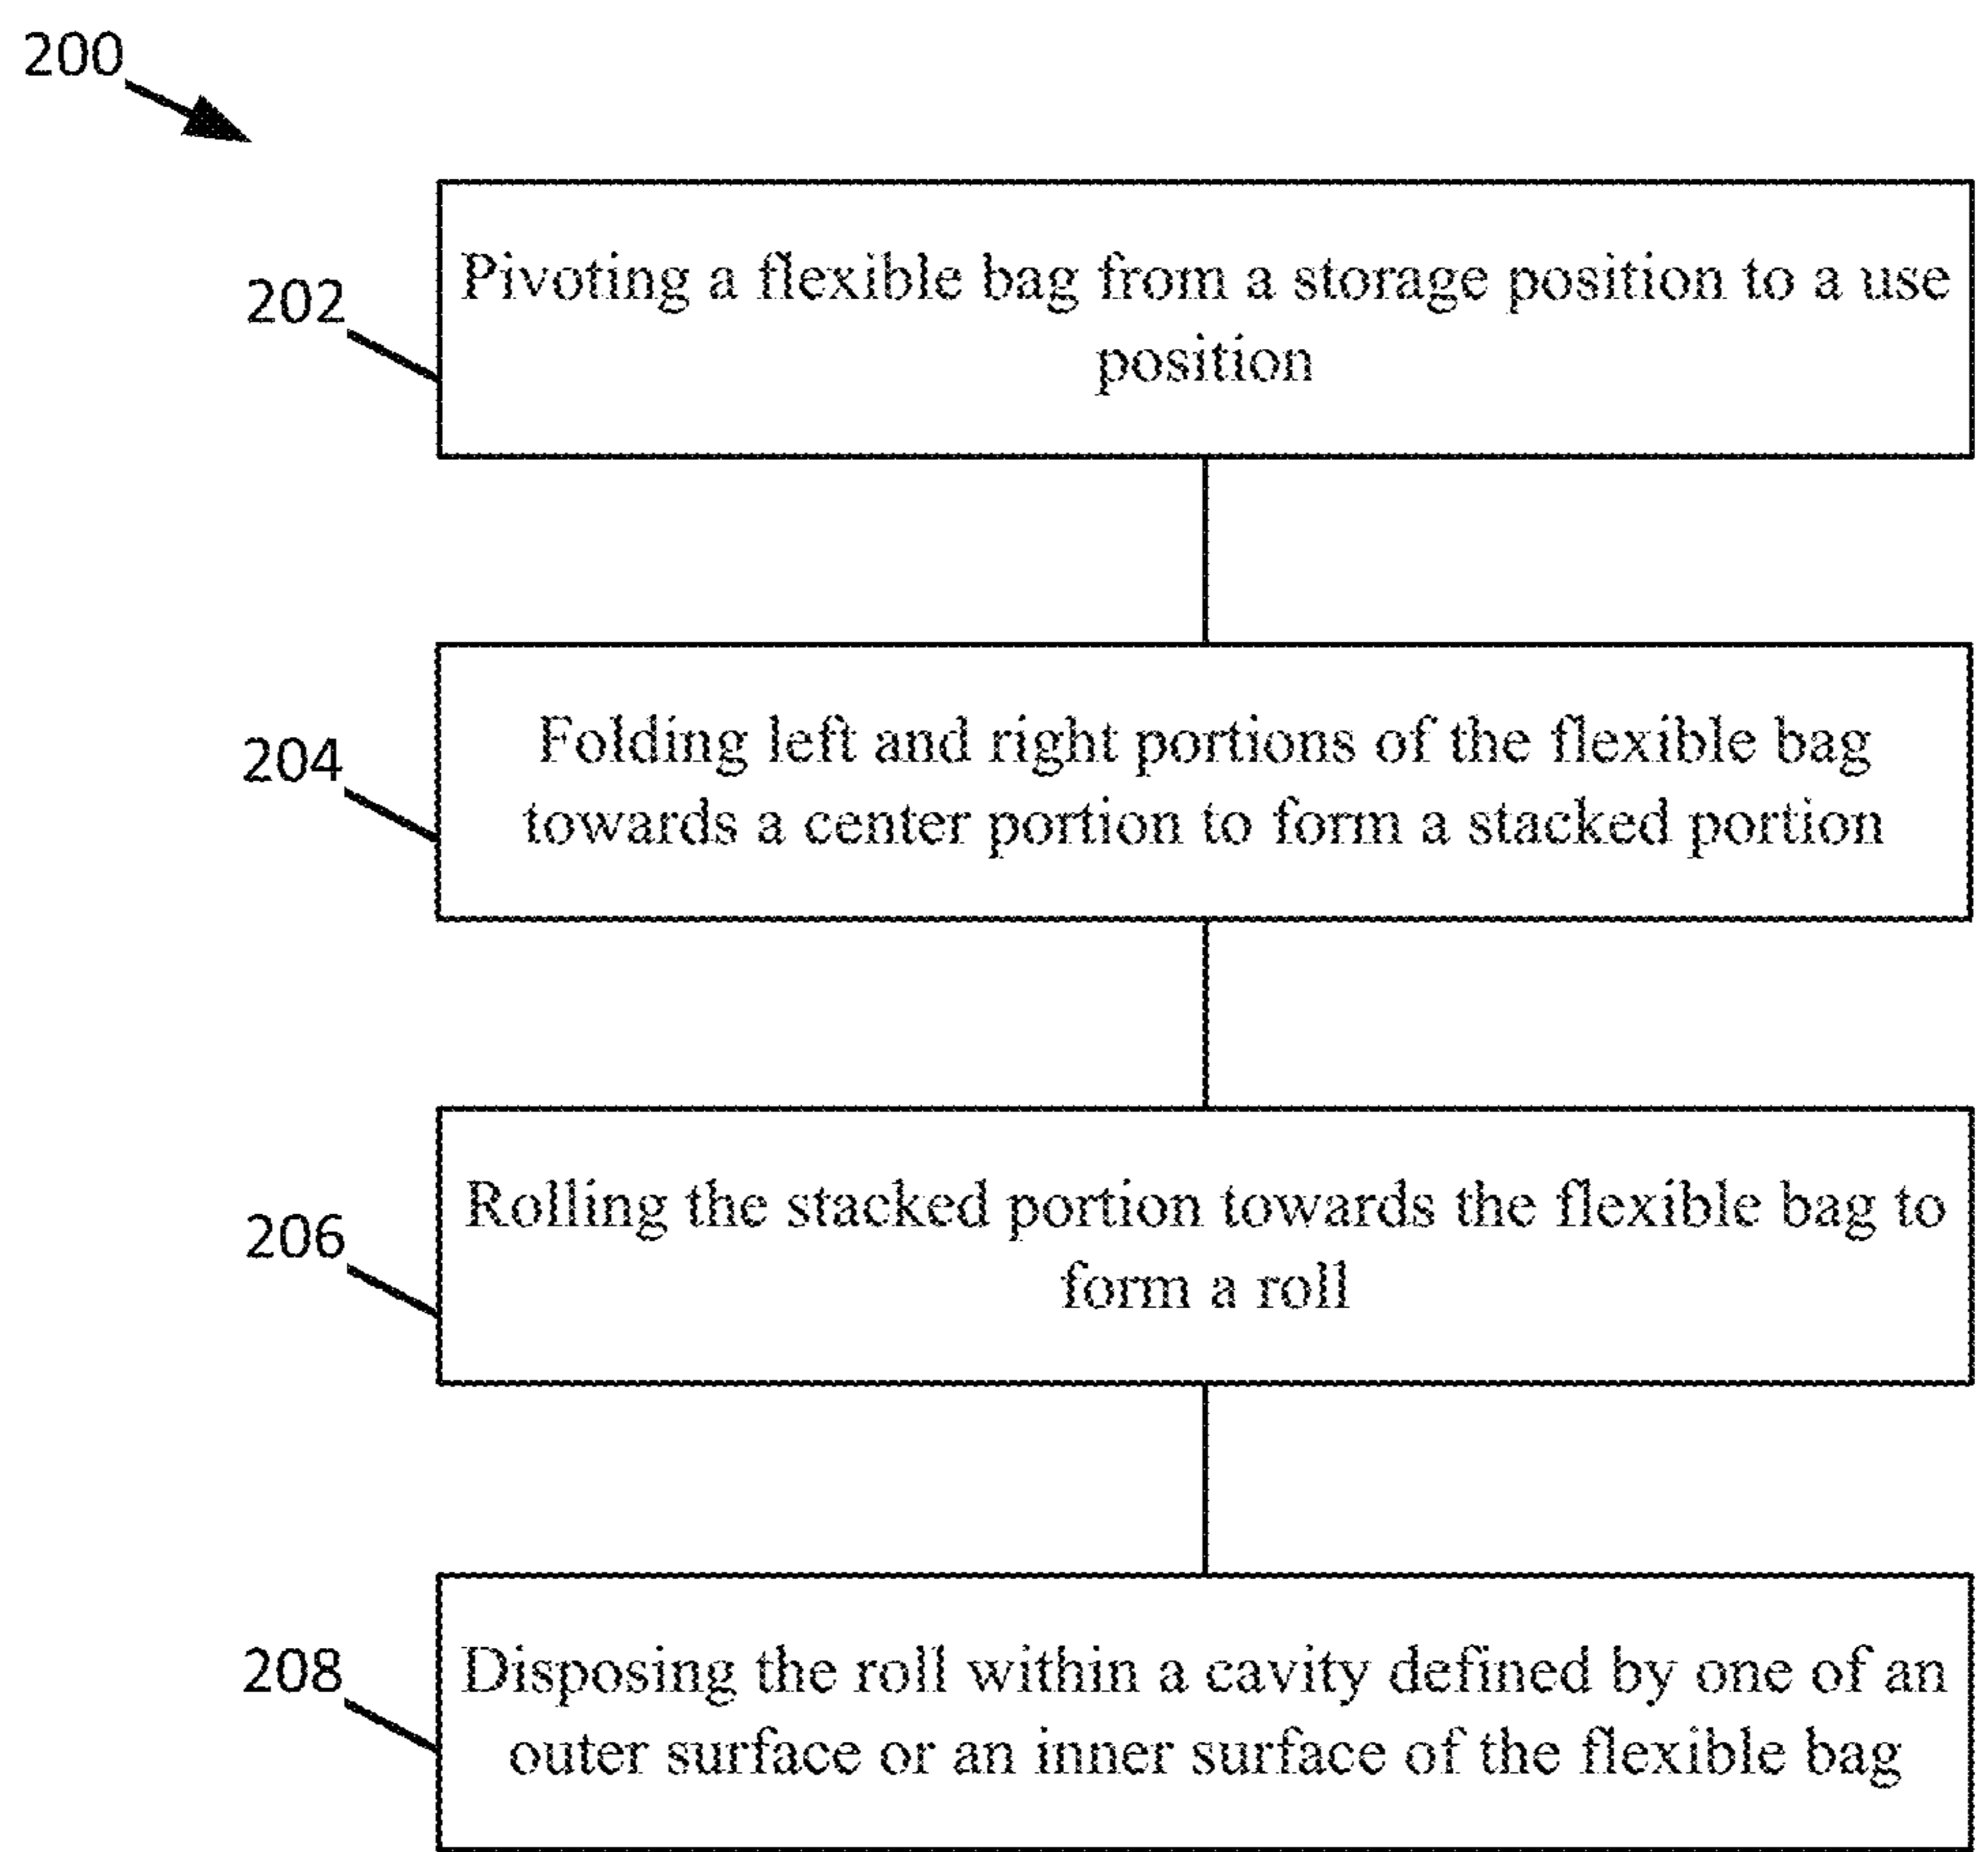 200
202
Pivoting a flexible bag from a storage position to a use
position
204
Folding left and right portions of the flexible bag
towards a center portion to form a stacked portion
206
Rolling the stacked portion towards the flexible bag to
form a roll
208
Disposing the roll within a cavity defined by one of an
outer surface or an inner surface of the flexible bag